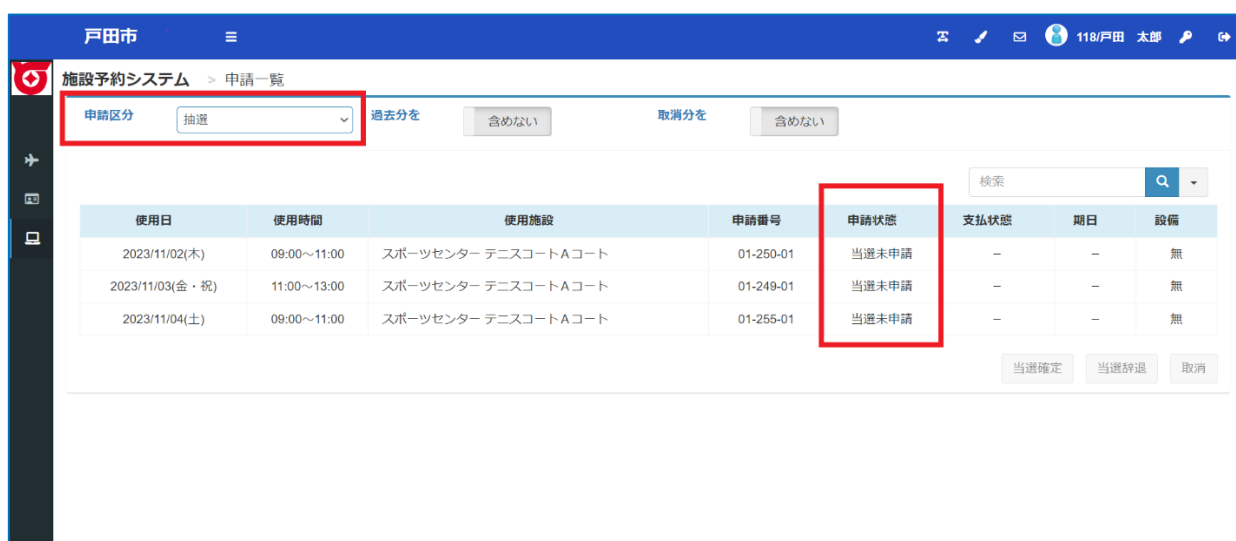 戸田市 118/戸田 太郎
施設予約システム > 申請一覧
申請区分 抽選 過去分を 含めない 取消分を 含めない
検索
使用日 使用時間 使用施設 申請番号 申請状態 支払状態 期日 設備
2023/11/02(木) 09:00～11:00 スポーツセンター テニスコートAコート 01-250-01 当選未申請 － － 無
2023/11/03(金・祝) 11:00～13:00 スポーツセンター テニスコートAコート 01-249-01 当選未申請 － － 無
2023/11/04(土) 09:00～11:00 スポーツセンター テニスコートAコート 01-255-01 当選未申請 － － 無
当選確定 当選辞退 取消